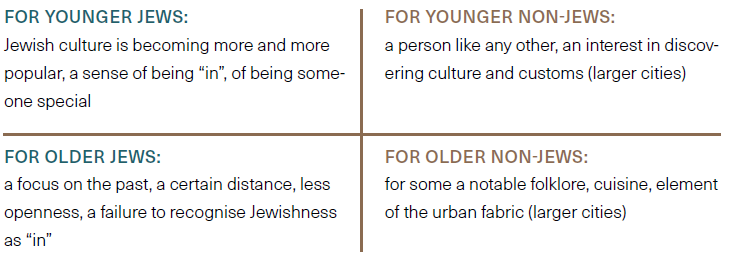 FOR YOUNGER JEWS:
Jewish culture is becoming more and more
popular, a sense of being “in”, of being some-
one special
FOR YOUNGER NON-JEWS:
a person like any other, an interest in discov-
ering culture and customs (larger cities)
FOR OLDER JEWS:
a focus on the past, a certain distance, less
openness, a failure to recognise Jewishness
as “in”
FOR OLDER NON-JEWS:
for some a notable folklore, cuisine, element
of the urban fabric (larger cities)